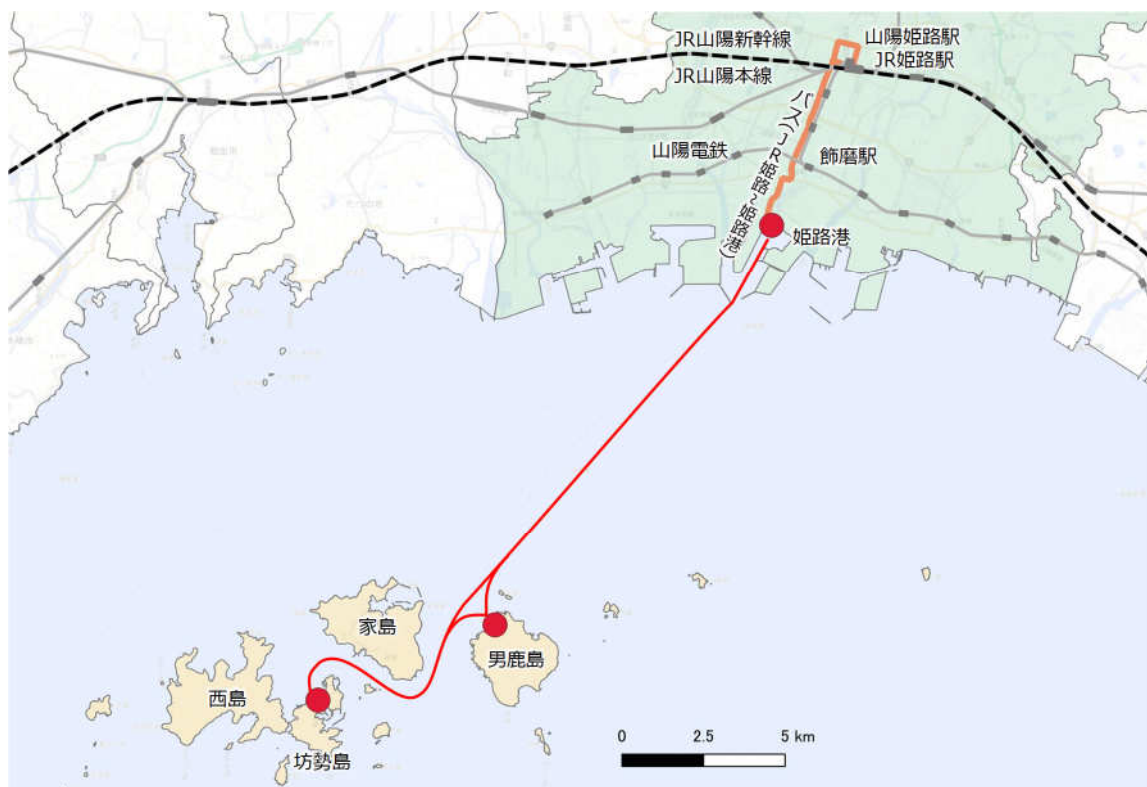 JR山陽新幹線
JR山陽本線
山陽姫路駅
JR姫路駅
バス(JR姫路~姫路港)
山陽電鉄
飾磨駅
姫路港
家島
男鹿島
西島
坊勢島
0 2.5 5 km